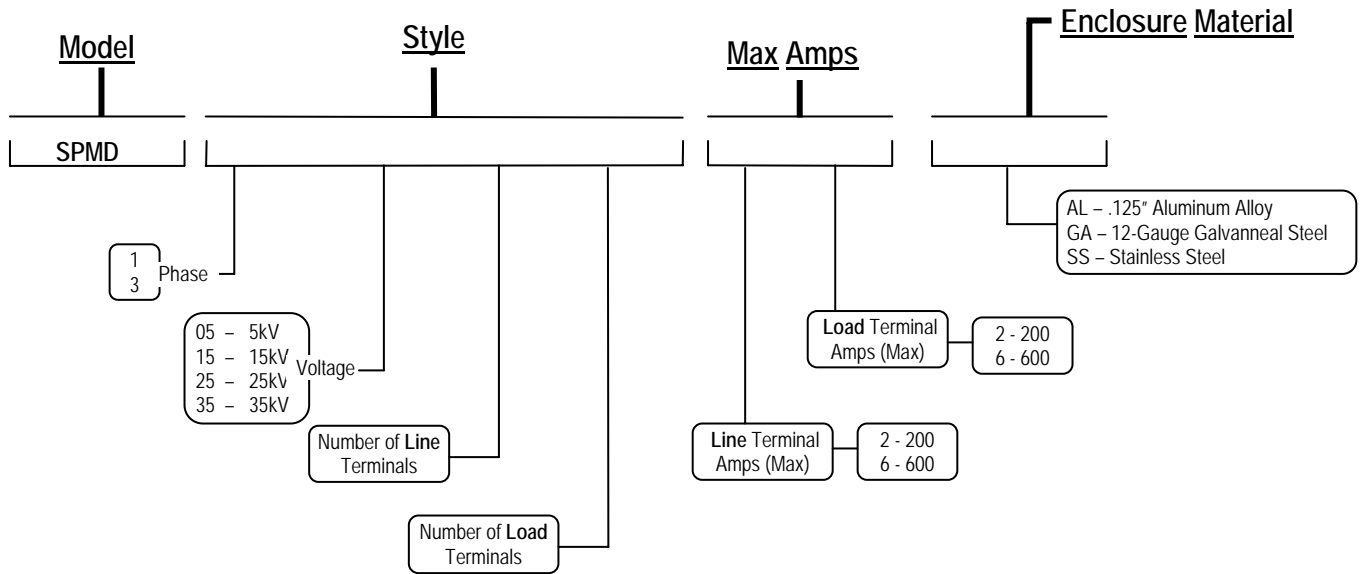 Model
Style
Max Amps
Enclosure Material
SPMD
1
3
Phase
05 – 5kV
15 – 15kV
25 – 25kV
35 – 35kV
Voltage
Number of Line
Terminals
Number of Load
Terminals
Line Terminal
Amps (Max)
2 - 200
6 - 600
Load Terminal
Amps (Max)
2 - 200
6 - 600
AL – .125" Aluminum Alloy
GA – 12-Gauge Galvanneal Steel
SS – Stainless Steel